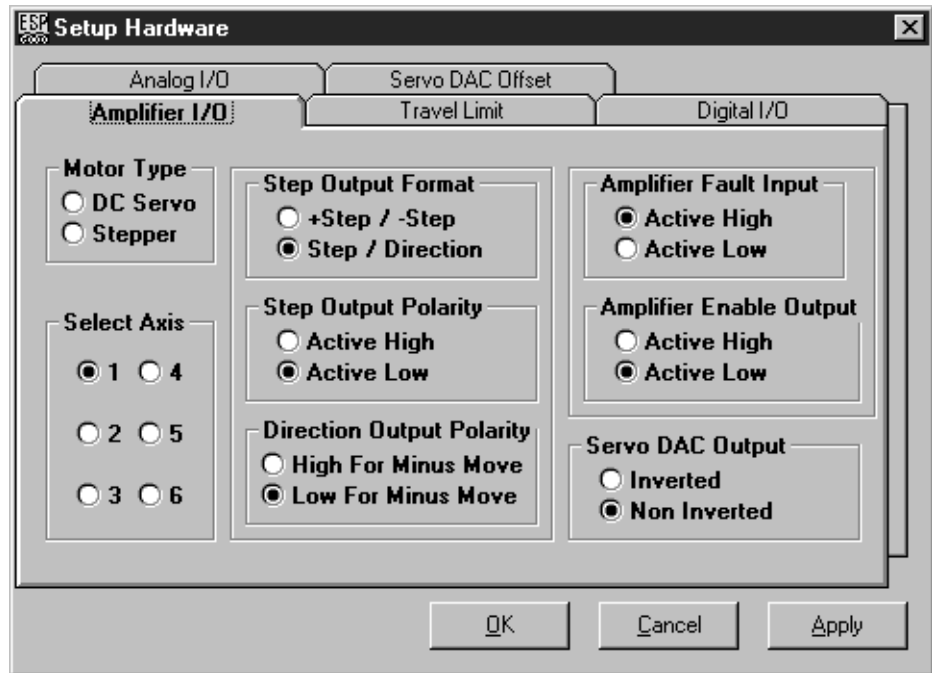 ESP 6000
Setup Hardware
Analog I/O
Servo DAC Offset
Amplifier I/O
Travel Limit
Digital I/O
Motor Type
DC Servo
Stepper
Select Axis
1 4
2 5
3 6
Step Output Format
+Step / -Step
Step / Direction
Step Output Polarity
Active High
Active Low
Direction Output Polarity
High For Minus Move
Low For Minus Move
Amplifier Fault Input
Active High
Active Low
Amplifier Enable Output
Active High
Active Low
Servo DAC Output
Inverted
Non Inverted
OK
Cancel
Apply